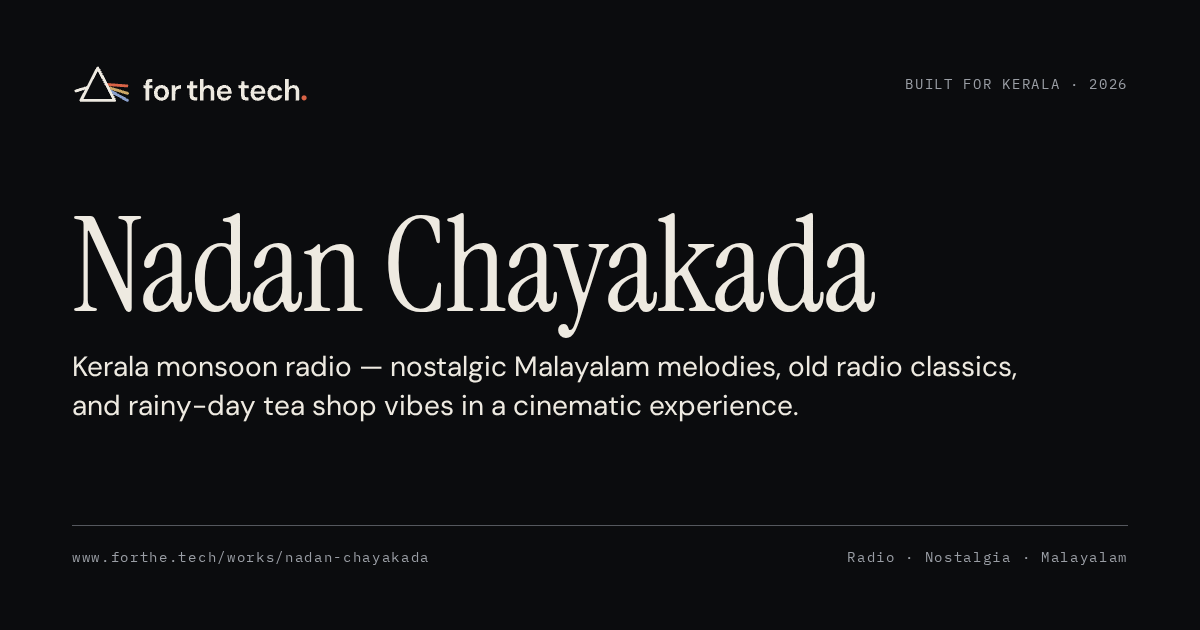 for the tech.
BUILT FOR KERALA · 2026
Nadan Chayakada
Kerala monsoon radio — nostalgic Malayalam melodies, old radio classics,
and rainy-day tea shop vibes in a cinematic experience.
www.forthe.tech/works/nadan-chayakada
Radio · Nostalgia · Malayalam